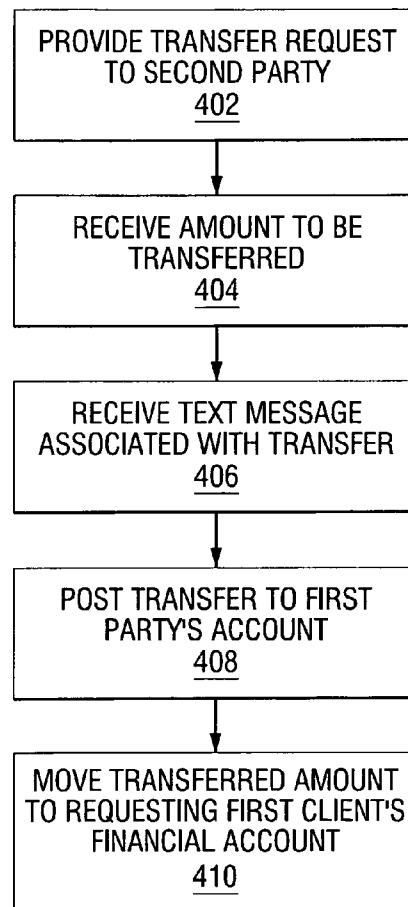 PROVIDE TRANSFER REQUEST
TO SECOND PARTY
402
RECEIVE AMOUNT TO BE
TRANSFERRED
404
RECEIVE TEXT MESSAGE
ASSOCIATED WITH TRANSFER
406
POST TRANSFER TO FIRST
PARTY'S ACCOUNT
408
MOVE TRANSFERRED AMOUNT
TO REQUESTING FIRST CLIENT'S
FINANCIAL ACCOUNT
410